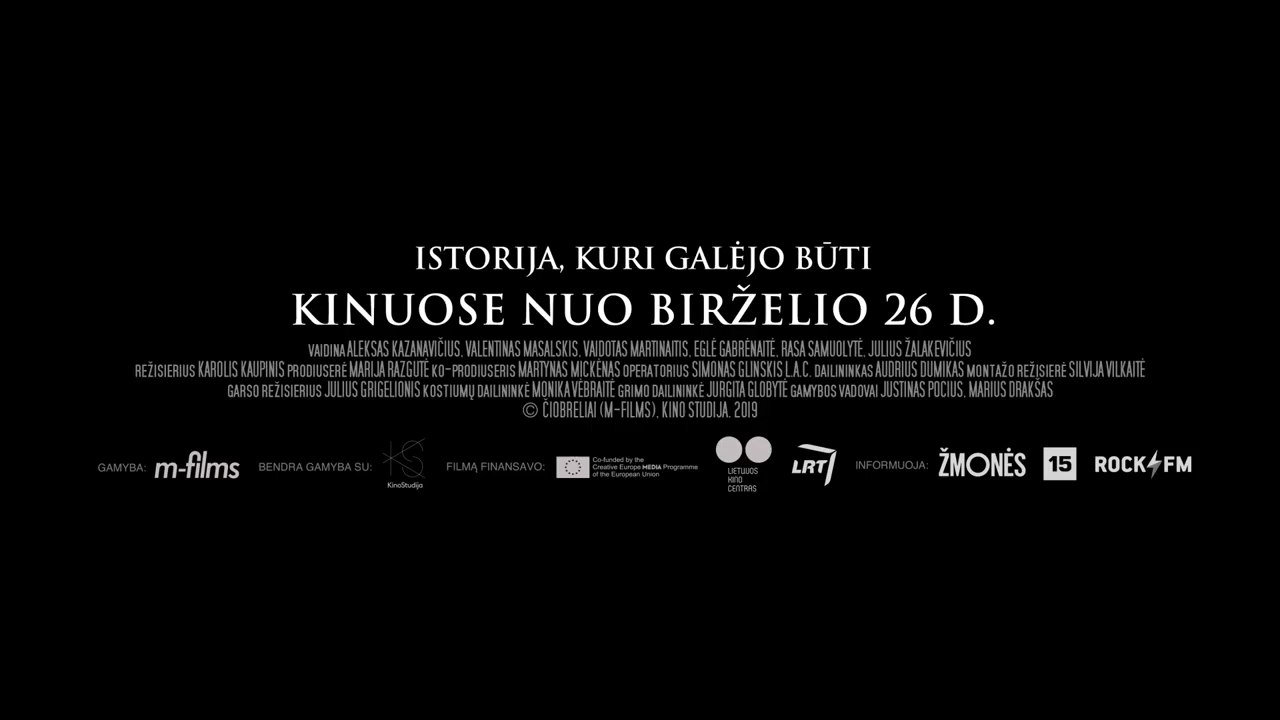 ISTORIJA, KURI GALĖJO BŪTI
KINUOSE NUO BIRŽELIO 26 D.
VAIDINA ALEKSAS KAZANAVIČIUS, VALENTINAS MASALSKIS, VAIDOTAS MARTINAITIS, EGLĖ GABRĖNAITĖ, RASA SAMUOLYTĖ, JULIUS ŽALAKEVIČIUS
REŽISIERIUS KAROLIS KAUPINIS PRODIUSERĖ MARIJA RAZGUTĖ KO-PRODIUSERIS MARTYNAS MICKĖNAS OPERATORIUS SIMONAS GLINSKIS L.A.C. DAILININKAS AUDRIUS DUMIKAS MONTAŽO REŽISIERĖ SILVIJA VILKAITĖ
GARSO REŽISIERIUS JULIUS GRIGELIONIS KOSTIUMŲ DAILININKĖ MONIKA VĖBRAITĖ GRIMO DAILININKĖ JURGITA GLOBYTĖ GAMYBOS VADOVAI JUSTINAS POCIUS, MARIUS DRAKŠAS
© ČIOBRELIAI (M-FILMS), KINO STUDIJA, 2019
GAMYBA: m-films BENDRA GAMYBA SU: KS KinoStudija FILMĄ FINANSAVO: Co-funded by the Creative Europe MEDIA Programme of the European Union LIETUVOS KINO CENTRAS LRT INFORMUOJA: ŽMONĖS 15 ROCK FM